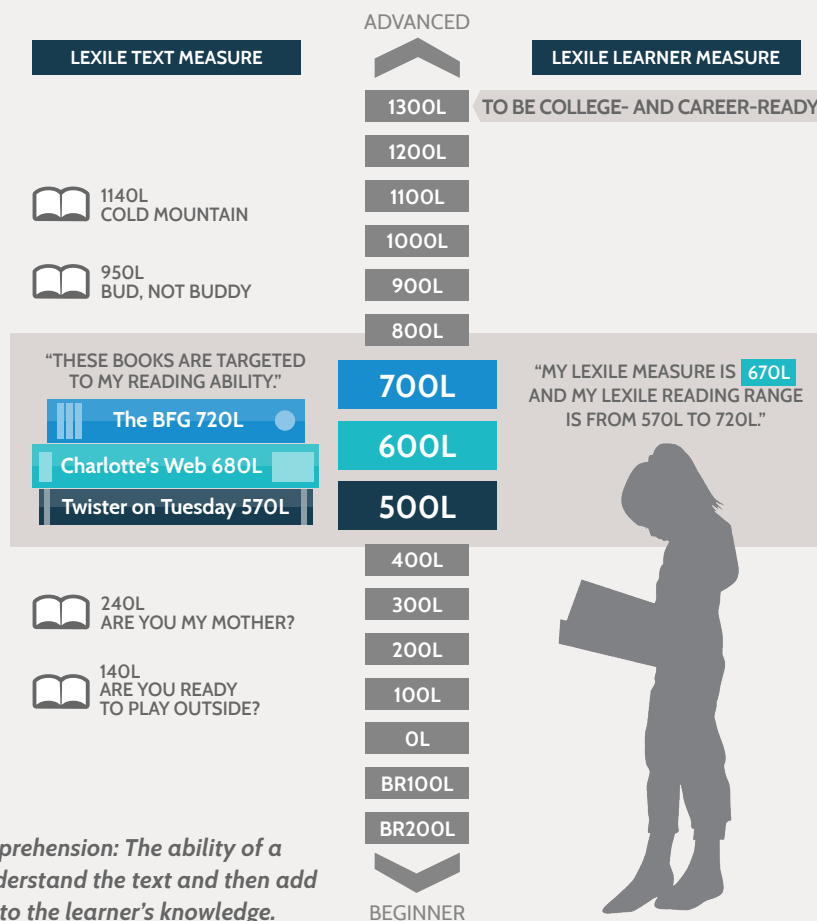 ADVANCED
LEXILE TEXT MEASURE
LEXILE LEARNER MEASURE
1300L
TO BE COLLEGE- AND CAREER-READY
1200L
1140L
COLD MOUNTAIN
1100L
1000L
950L
BUD, NOT BUDDY
900L
800L
“THESE BOOKS ARE TARGETED
TO MY READING ABILITY.”
The BFG 720L
Charlotte’s Web 680L
Twister on Tuesday 570L
700L
600L
500L
“MY LEXILE MEASURE IS 670L
AND MY LEXILE READING RANGE
IS FROM 570L TO 720L.”
400L
240L
ARE YOU MY MOTHER?
300L
200L
140L
ARE YOU READY
TO PLAY OUTSIDE?
100L
0L
BR100L
BR200L
BEGINNER
prehension: The ability of a
derstand the text and then add
to the learner’s knowledge.